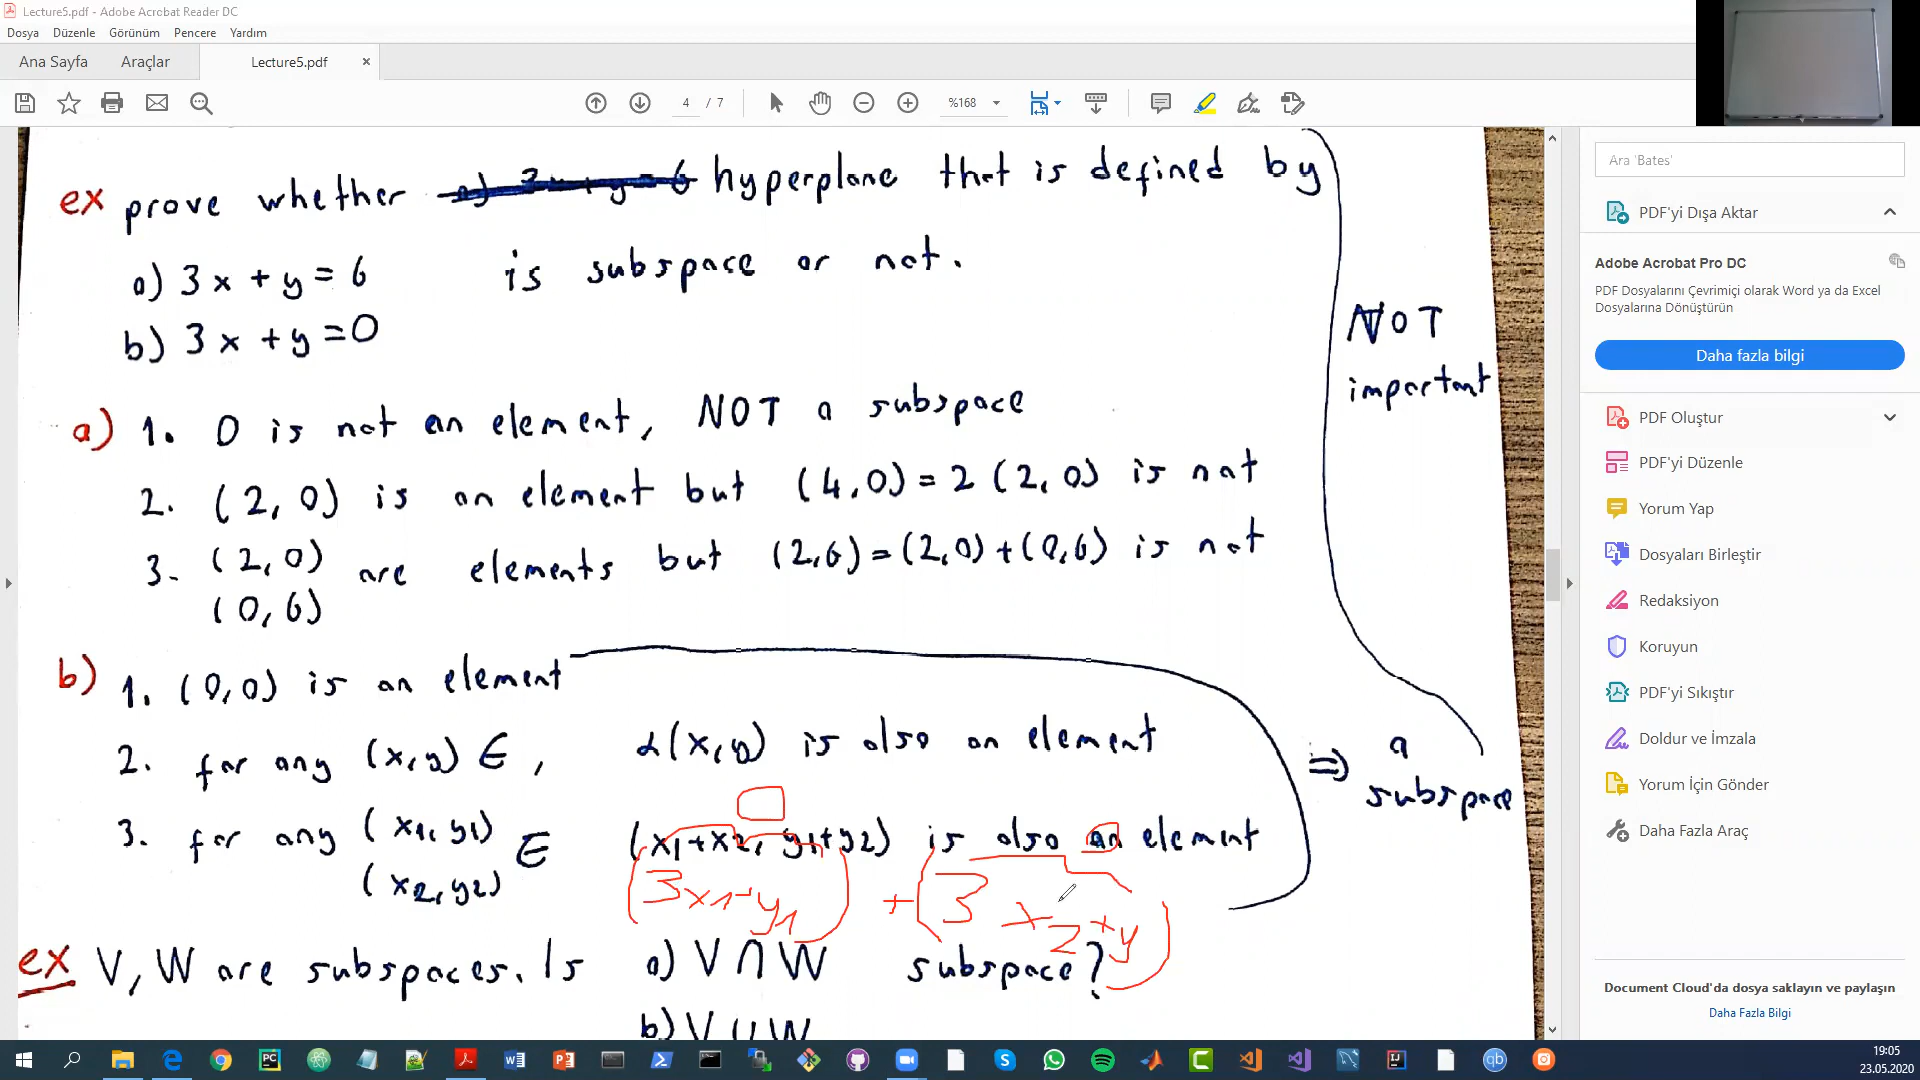 Lecture5.pdf - Adobe Acrobat Reader DC
Dosya Düzenle Görünüm Pencere Yardım
Ana Sayfa Araçlar Lecture5.pdf ×
4 / 7 %168
ex prove whether a) 3x + y = 6 hyperplane that is defined by
a) 3x + y = 6 is subspace or not.
b) 3x + y = 0
NOT
important
a) 1. 0 is not an element, NOT a subspace
2. (2, 0) is an element but (4, 0) = 2 (2, 0) is not
3. (2, 0) are elements but (2, 6) = (2, 0) + (0, 6) is not
(0, 6)
b) 1. (0, 0) is an element
2. for any (x, y) ∈ , α(x, y) is also an element
⇒ a
subspace
3. for any (x1, y1) ∈ (x1+x2, y1+y2) is also an element
(x2, y2)
(3x1+y1) + (3x2+y)
ex V, W are subspaces. Is a) V ∩ W subspace?
b) V ∪ W
Ara 'Bates'
PDF'yi Dışa Aktar
Adobe Acrobat Pro DC
PDF Dosyalarını Çevrimiçi olarak Word ya da Excel
Dosyalarına Dönüştürün
Daha fazla bilgi
PDF Oluştur
PDF'yi Düzenle
Yorum Yap
Dosyaları Birleştir
Redaksiyon
Koruyun
PDF'yi Sıkıştır
Doldur ve İmzala
Yorum İçin Gönder
Daha Fazla Araç
Document Cloud'da dosya saklayın ve paylaşın
Daha Fazla Bilgi
19:05
23.05.2020